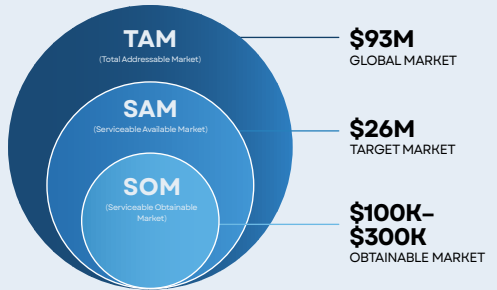 TAM
(Total Addressable Market)
$93M
GLOBAL MARKET
SAM
(Serviceable Available Market)
$26M
TARGET MARKET
SOM
(Serviceable Obtainable
Market)
$100K–
$300K
OBTAINABLE MARKET